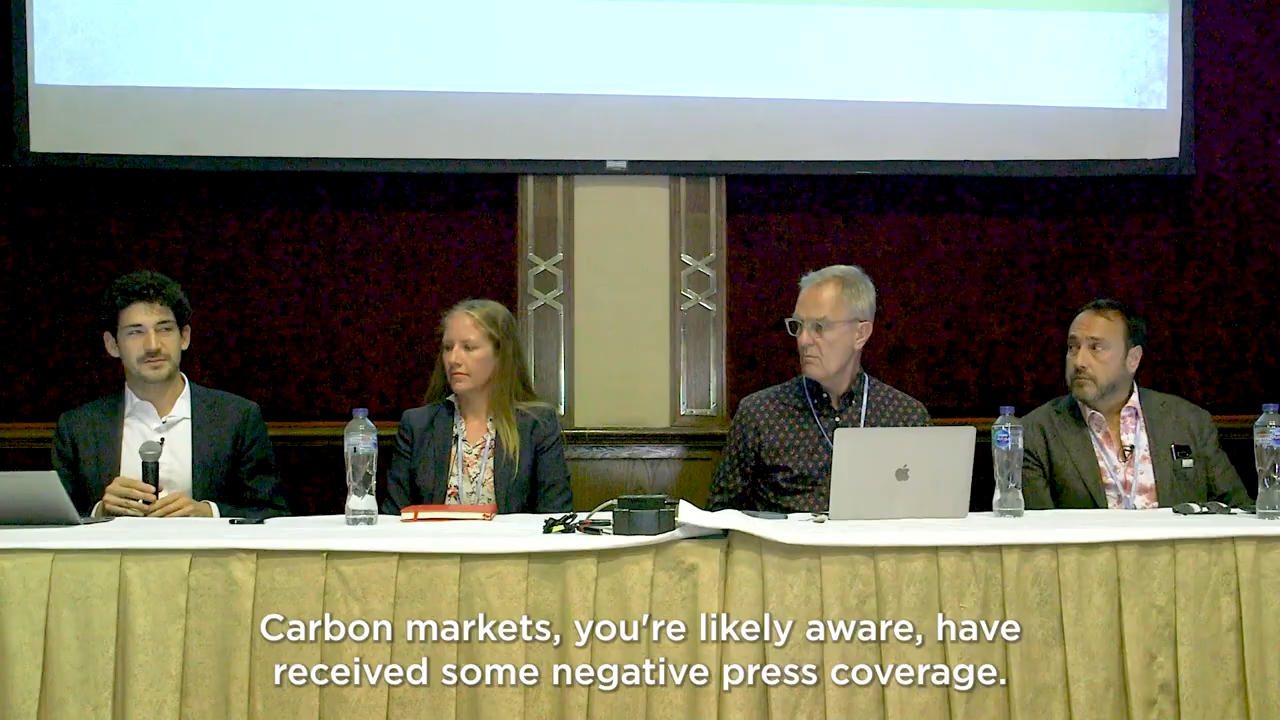 Carbon markets, you're likely aware, have
received some negative press coverage.